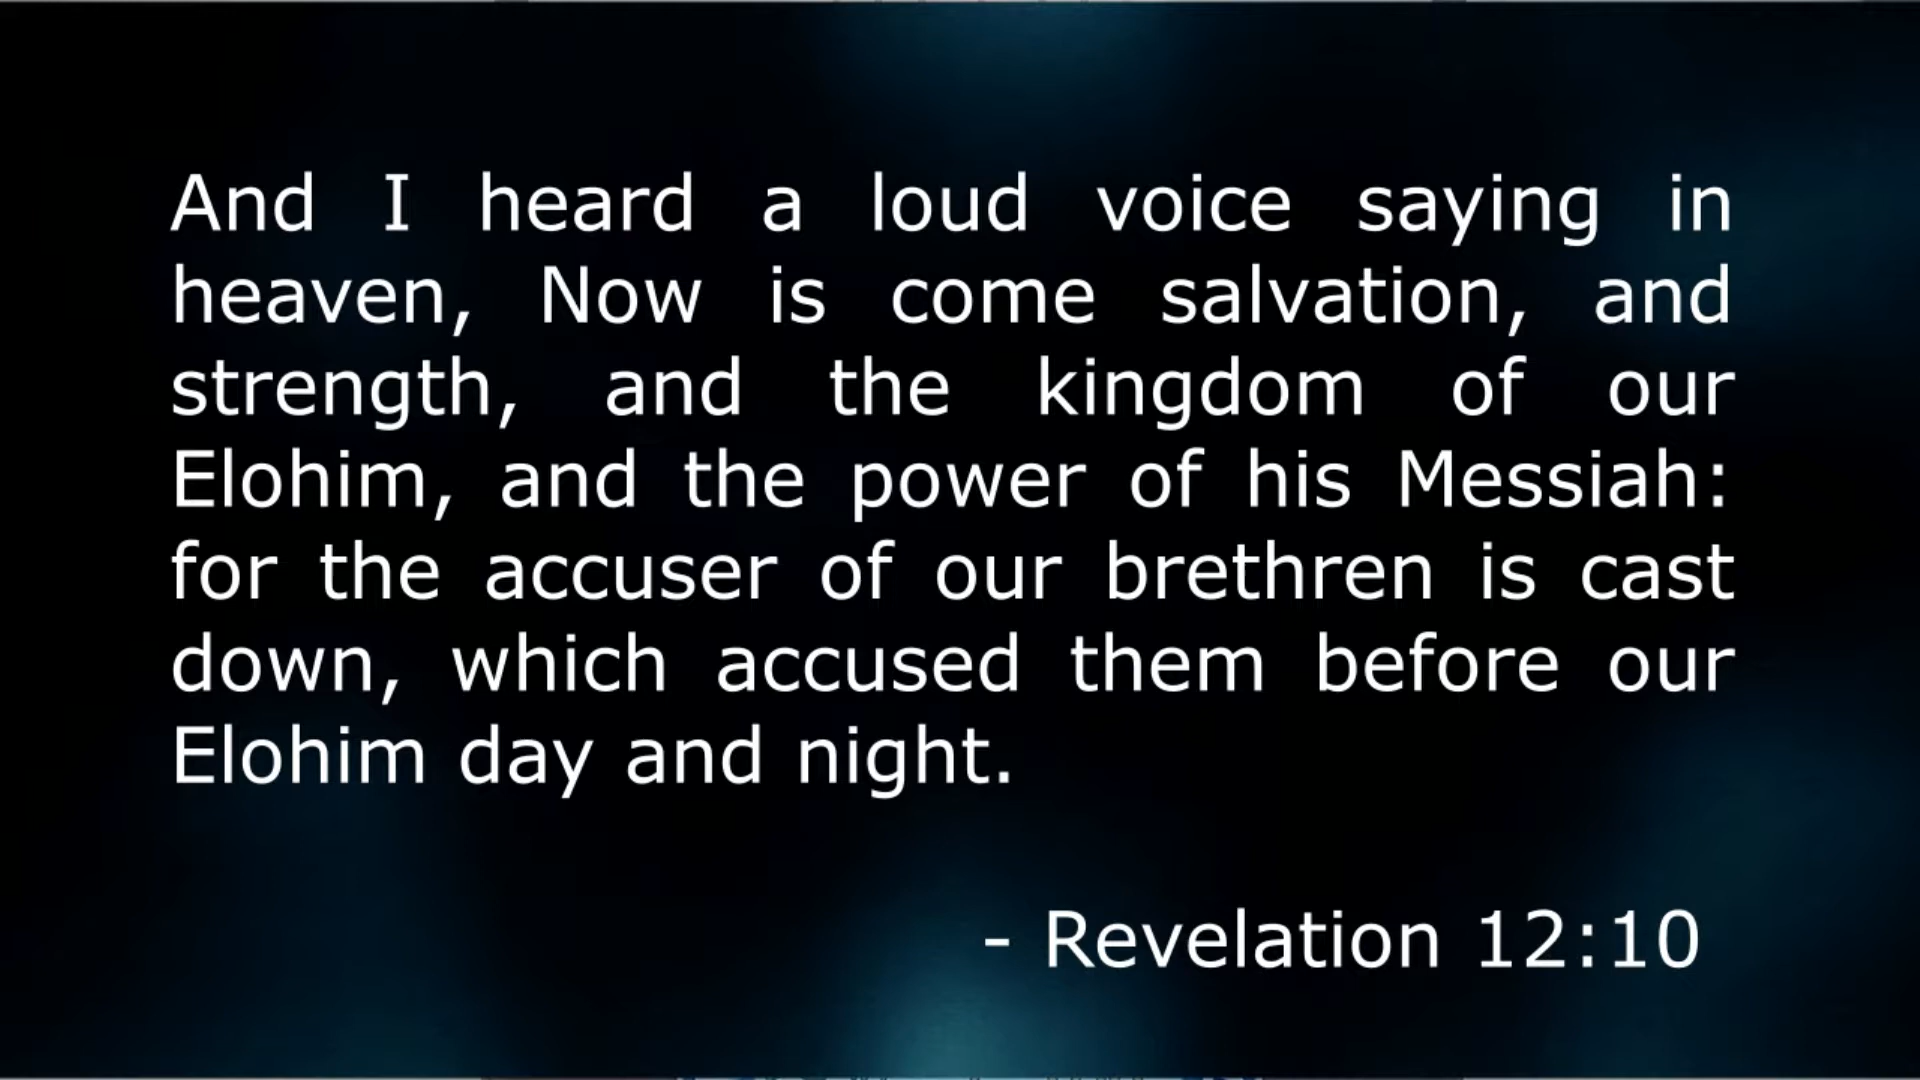 And I heard a loud voice saying in
heaven, Now is come salvation, and
strength, and the kingdom of our
Elohim, and the power of his Messiah:
for the accuser of our brethren is cast
down, which accused them before our
Elohim day and night.
- Revelation 12:10